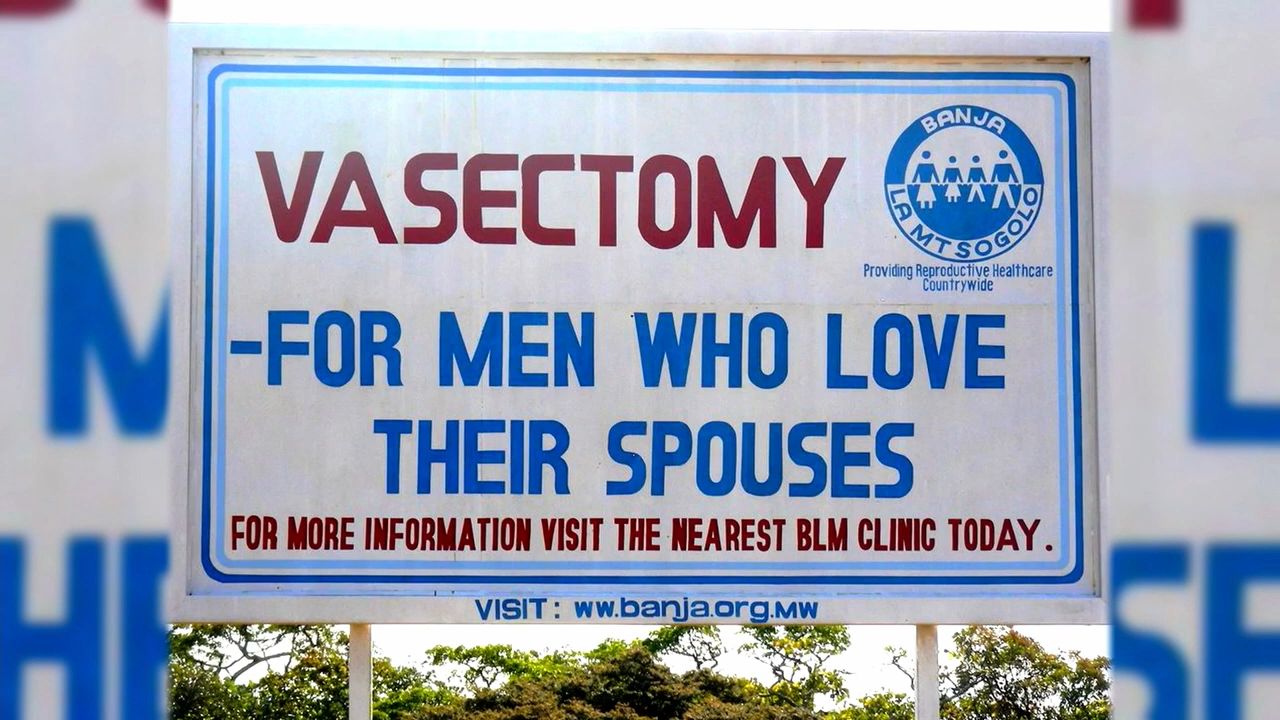 VASECTOMY
BANJA
LA MTSOGOLO
Providing Reproductive Healthcare
Countrywide
-FOR MEN WHO LOVE
THEIR SPOUSES
FOR MORE INFORMATION VISIT THE NEAREST BLM CLINIC TODAY.
VISIT: ww.banja.org.mw